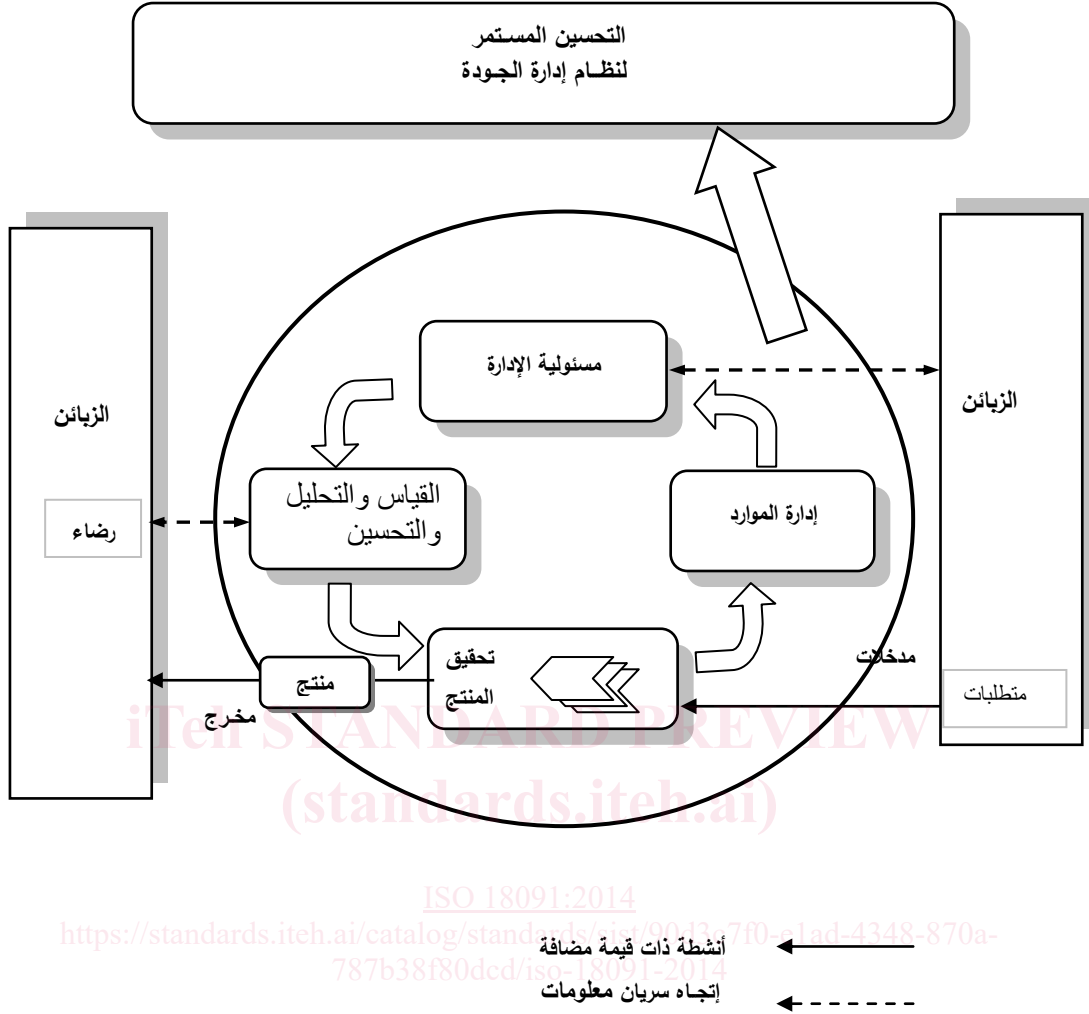 التحسين المستمر
لنظام إدارة الجودة
الزبائن
الزبائن
مسئولية الإدارة
القياس والتحليل
والتحسين
إدارة الموارد
رضاء
تحقيق
المنتج
مدخلات
متطلبات
منتج
مخرج
iTeh STANDARD PREVIEW
(standards.iteh.ai)
ISO 18091:2014
https://standards.iteh.ai/catalog/standards/sist/90d3c7f0-e1ad-4348-870a-
787b38f80dcd/iso-18091-2014
أنشطة ذات قيمة مضافة
إتجاه سريان معلومات